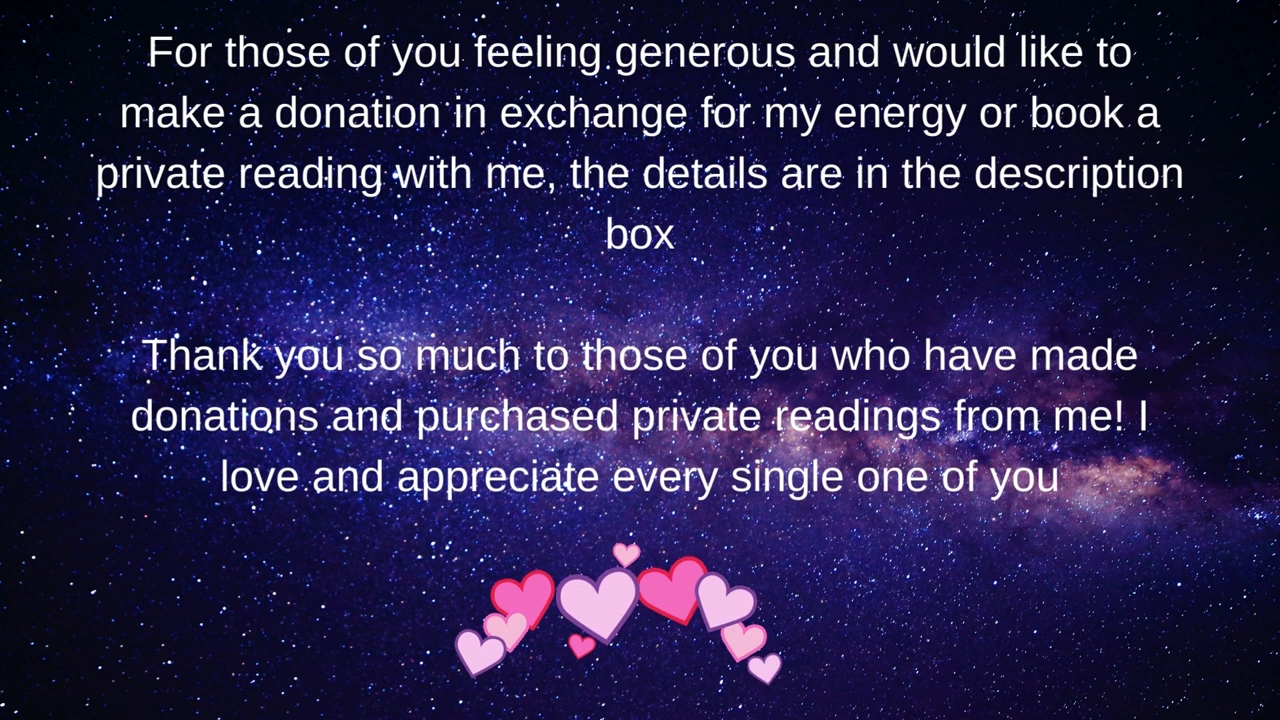 For those of you feeling generous and would like to
make a donation in exchange for my energy or book a
private reading with me, the details are in the description
box
Thank you so much to those of you who have made
donations and purchased private readings from me! I
love and appreciate every single one of you